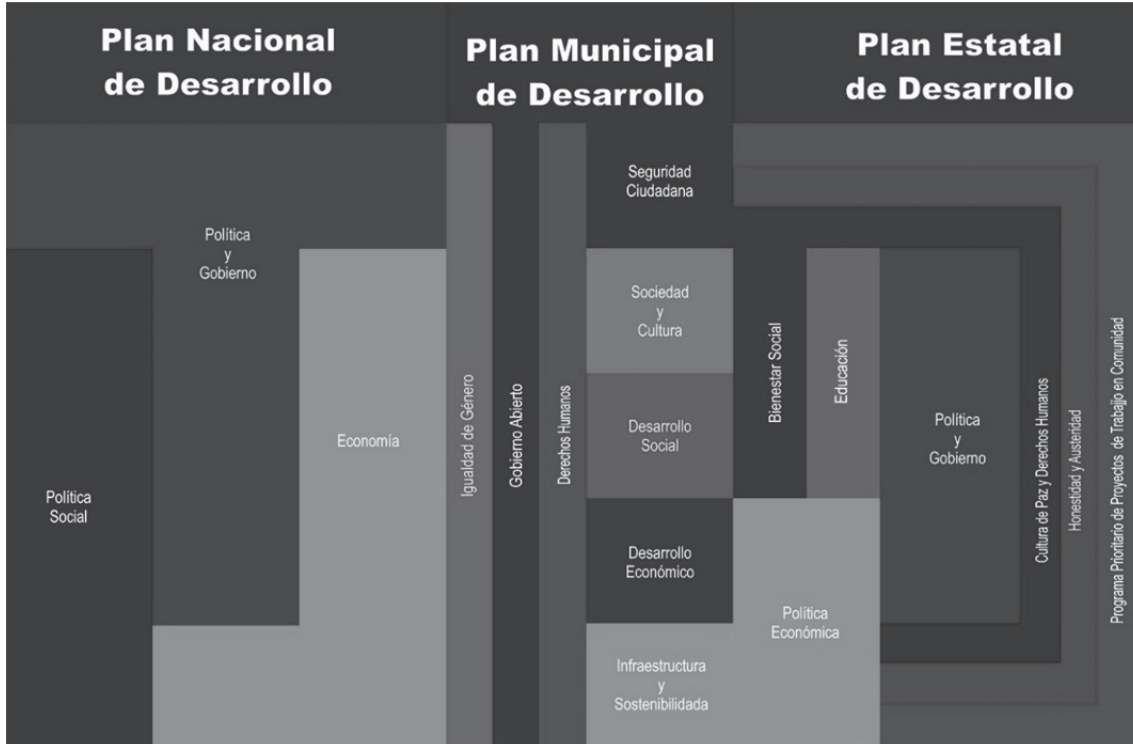 Plan Nacional
de Desarrollo
Plan Municipal
de Desarrollo
Plan Estatal
de Desarrollo
Política
y
Gobierno
Política
Social
Economía
Igualdad de Género
Gobierno Abierto
Derechos Humanos
Seguridad
Ciudadana
Sociedad
y
Cultura
Desarrollo
Social
Desarrollo
Económico
Infraestructura
y
Sostenibilidada
Bienestar Social
Educación
Política
Económica
Política
y
Gobierno
Cultura de Paz y Derechos Humanos
Honestidad y Austeridad
Programa Prioritario de Proyectos de Trabajjo en Comunidad